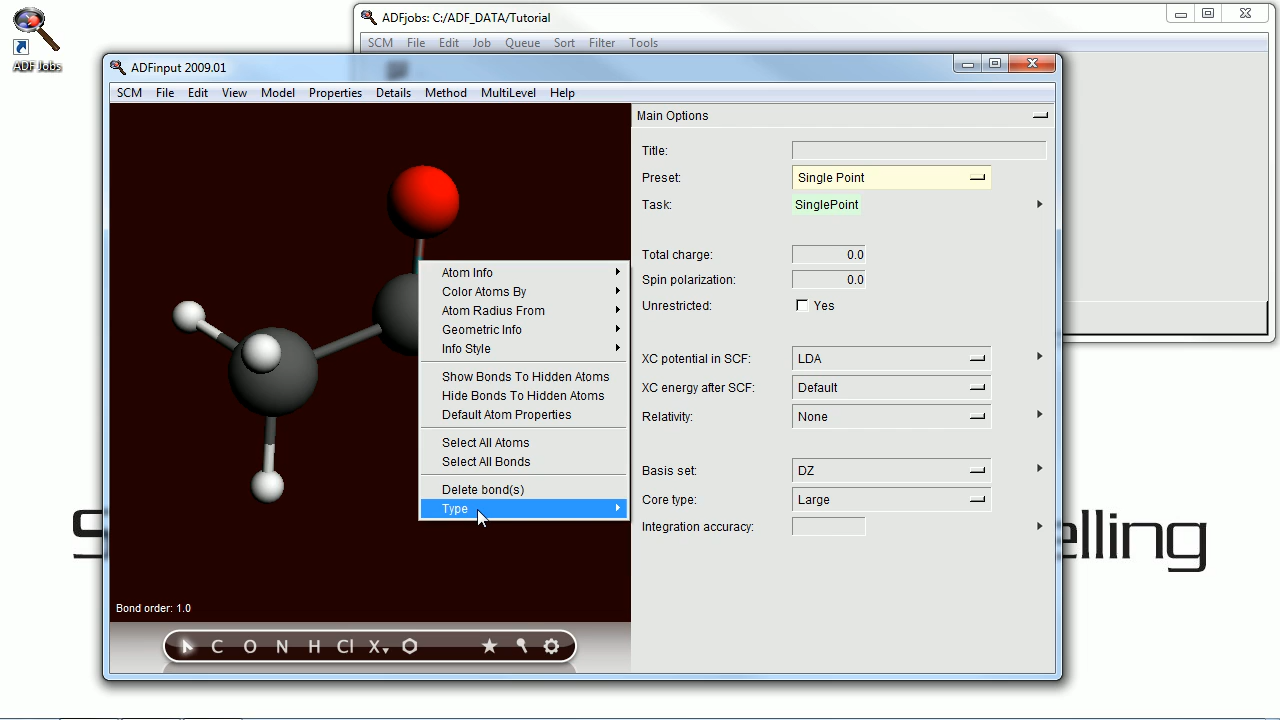 ADFjobs: C:/ADF_DATA/Tutorial
SCM File Edit Job Queue Sort Filter Tools
ADF Jobs
ADFinput 2009.01
SCM File Edit View Model Properties Details Method MultiLevel Help
Main Options
Title:
Preset: Single Point
Task: SinglePoint
Total charge: 0.0
Spin polarization: 0.0
Unrestricted: Yes
XC potential in SCF: LDA
XC energy after SCF: Default
Relativity: None
Basis set: DZ
Core type: Large
Integration accuracy:
Atom Info
Color Atoms By
Atom Radius From
Geometric Info
Info Style
Show Bonds To Hidden Atoms
Hide Bonds To Hidden Atoms
Default Atom Properties
Select All Atoms
Select All Bonds
Delete bond(s)
Type
Bond order: 1.0
C O N H Cl X
elling